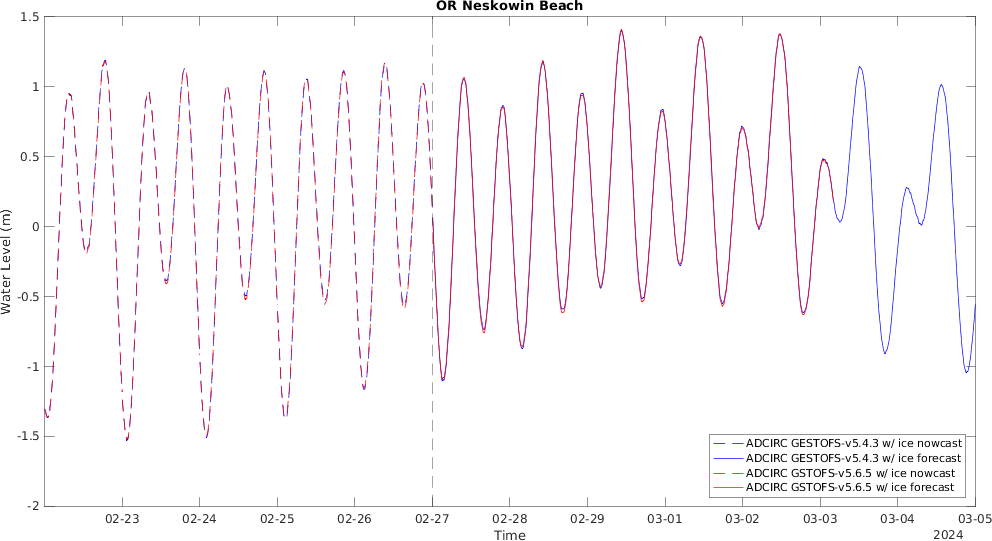 OR Neskowin Beach
1.5
1
0.5
0
-0.5
-1
-1.5
-2
Water Level (m)
ADCIRC GESTOFS-v5.4.3 w/ ice nowcast
ADCIRC GESTOFS-v5.4.3 w/ ice forecast
ADCIRC GSTOFS-v5.6.5 w/ ice nowcast
ADCIRC GSTOFS-v5.6.5 w/ ice forecast
02-23 02-24 02-25 02-26 02-27 02-28 02-29 03-01 03-02 03-03 03-04 03-05
Time
2024